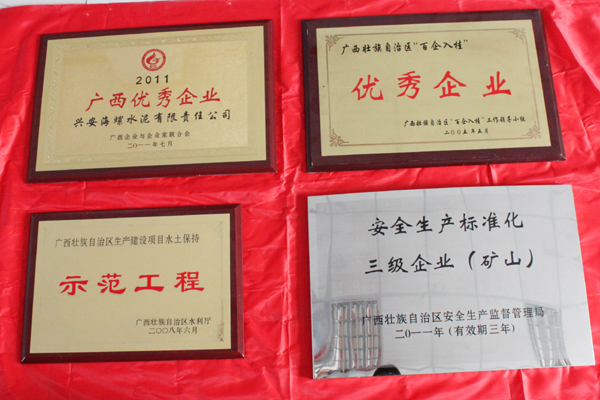 2011
广西优秀企业
兴安海螺水泥有限责任公司
广西企业与企业家联合会
二〇一一年七月
广西壮族自治区“百企入桂”
优秀企业
广西壮族自治区“百企入桂”工作领导小组
二〇〇五年五月
广西壮族自治区生产建设项目水土保持
示范工程
广西壮族自治区水利厅
二〇〇八年六月
安全生产标准化
三级企业（矿山）
广西壮族自治区安全生产监督管理局
二〇一一年（有效期三年）